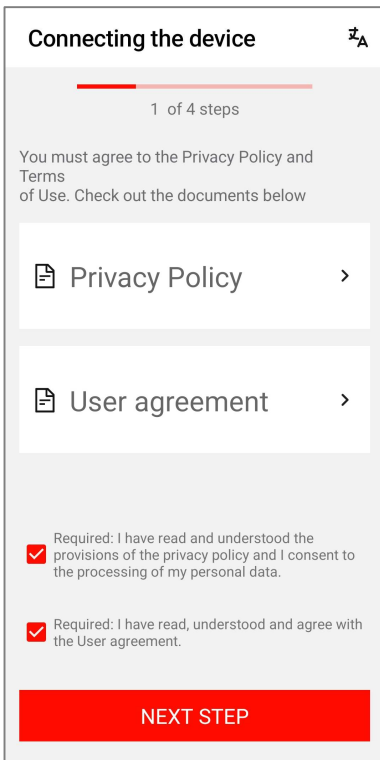 Connecting the device
1 of 4 steps
You must agree to the Privacy Policy and
Terms
of Use. Check out the documents below
Privacy Policy
User agreement
Required: I have read and understood the
provisions of the privacy policy and I consent to
the processing of my personal data.
Required: I have read, understood and agree with
the User agreement.
NEXT STEP